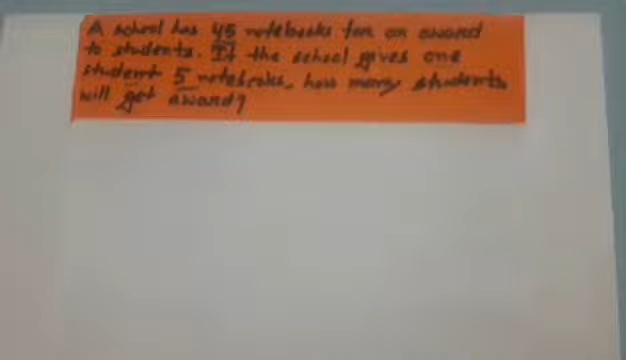 A school has 45 notebooks for an award
to students. If the school gives one
student 5 notebooks, how many students
will get award?